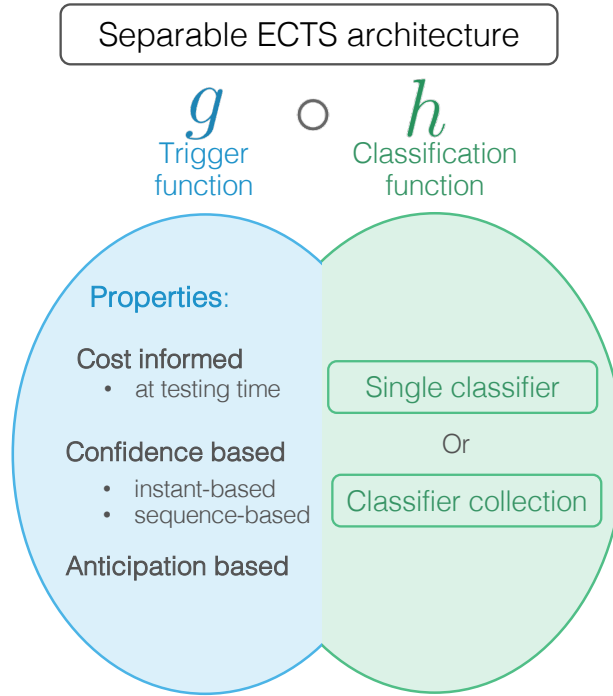 Separable ECTS architecture
g ○ h
Trigger function
Classification function
Properties:
Cost informed
• at testing time
Confidence based
• instant-based
• sequence-based
Anticipation based
Single classifier
Or
Classifier collection